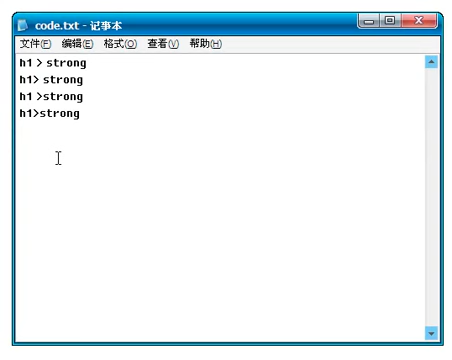 code.txt - 记事本
文件(F) 编辑(E) 格式(O) 查看(V) 帮助(H)
h1 > strong
h1> strong
h1 >strong
h1>strong